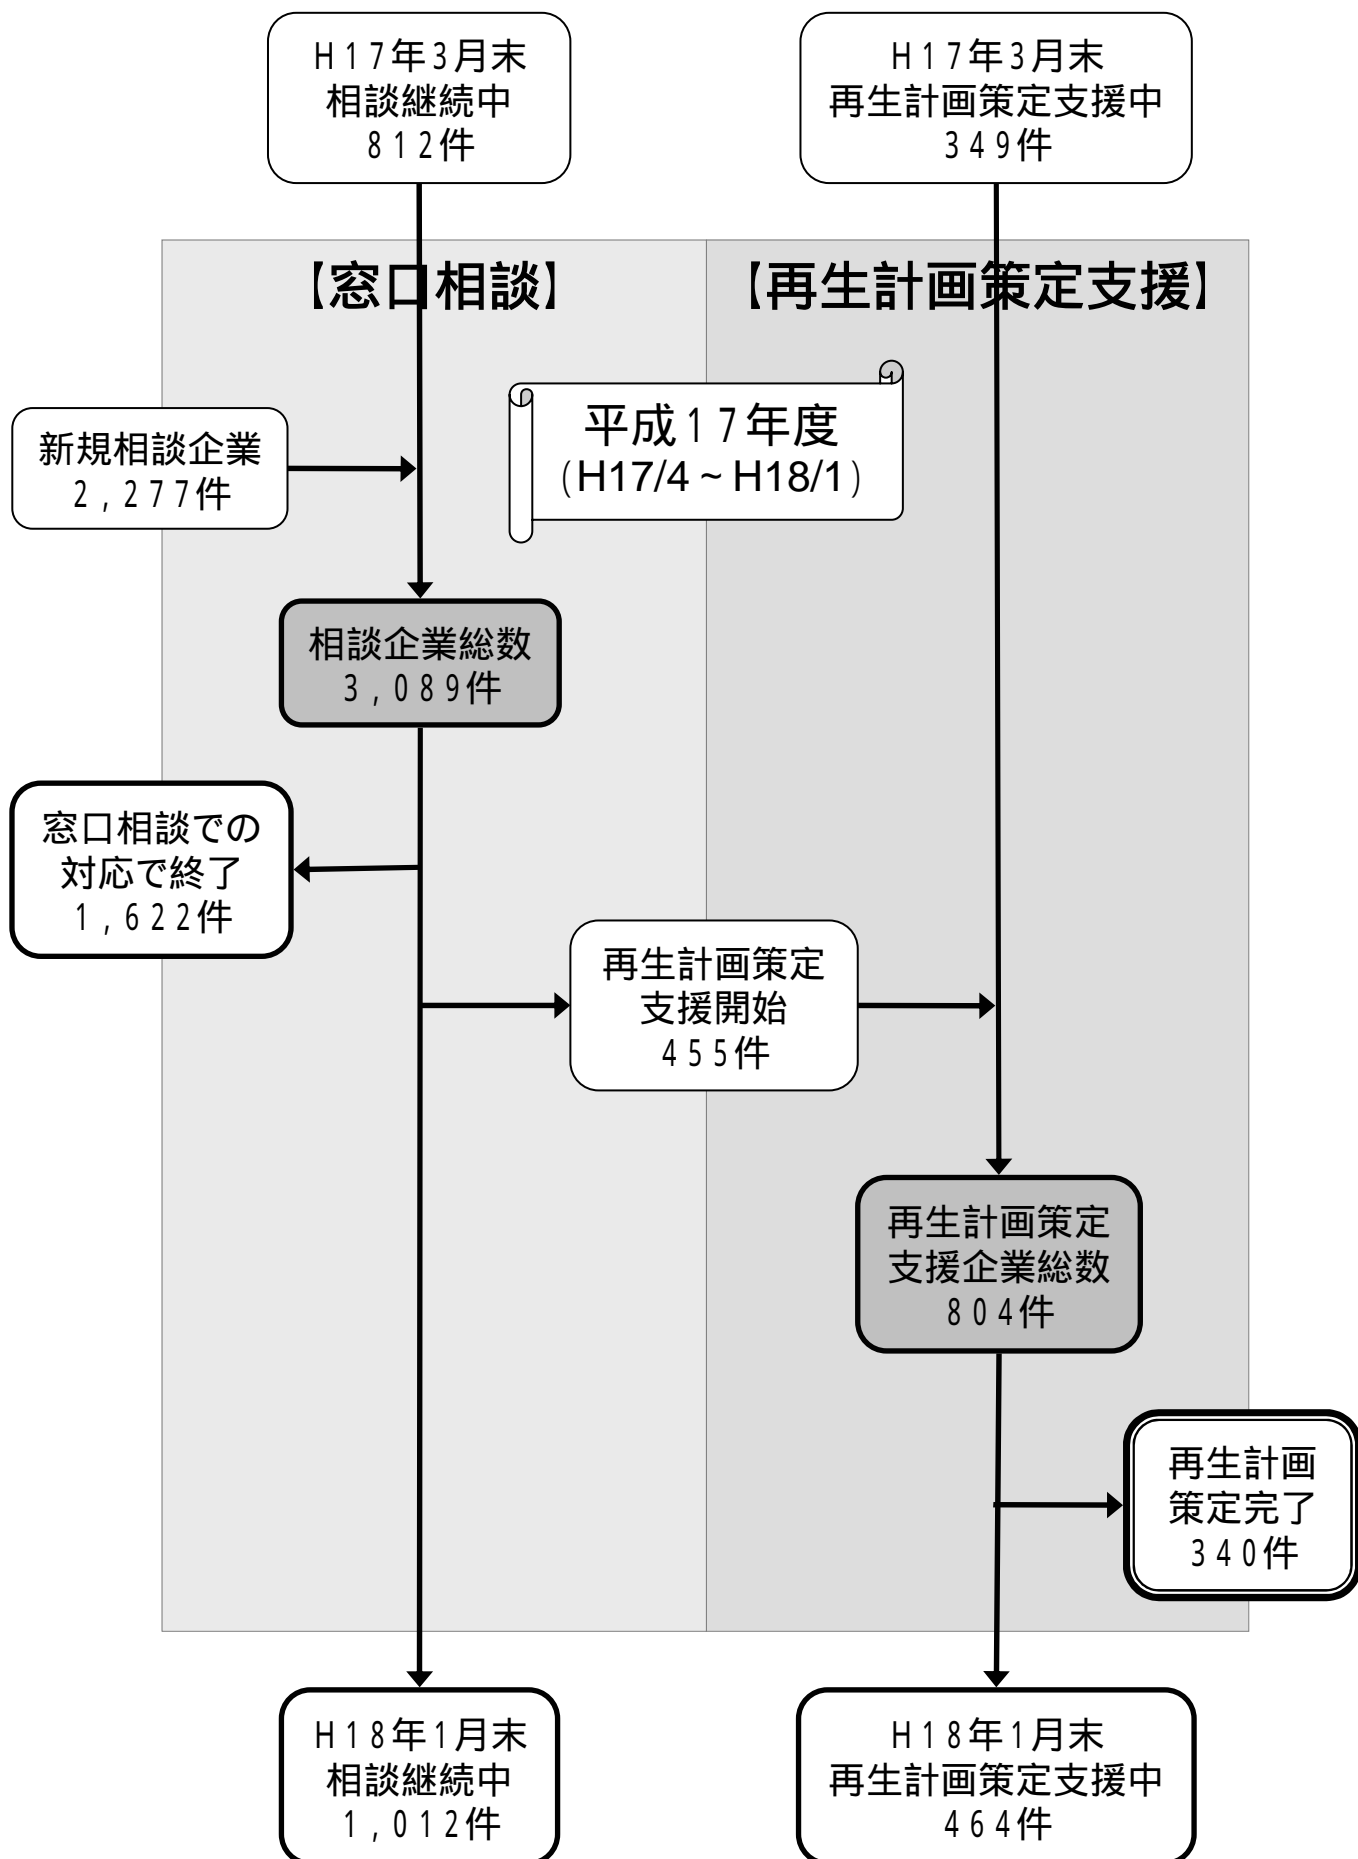 H17年3月末
相談継続中
812件
H17年3月末
再生計画策定支援中
349件
【窓口相談】
【再生計画策定支援】
平成17年度
(H17/4~H18/1)
新規相談企業
2,277件
相談企業総数
3,089件
窓口相談での
対応で終了
1,622件
再生計画策定
支援開始
455件
再生計画策定
支援企業総数
804件
再生計画
策定完了
340件
H18年1月末
相談継続中
1,012件
H18年1月末
再生計画策定支援中
464件